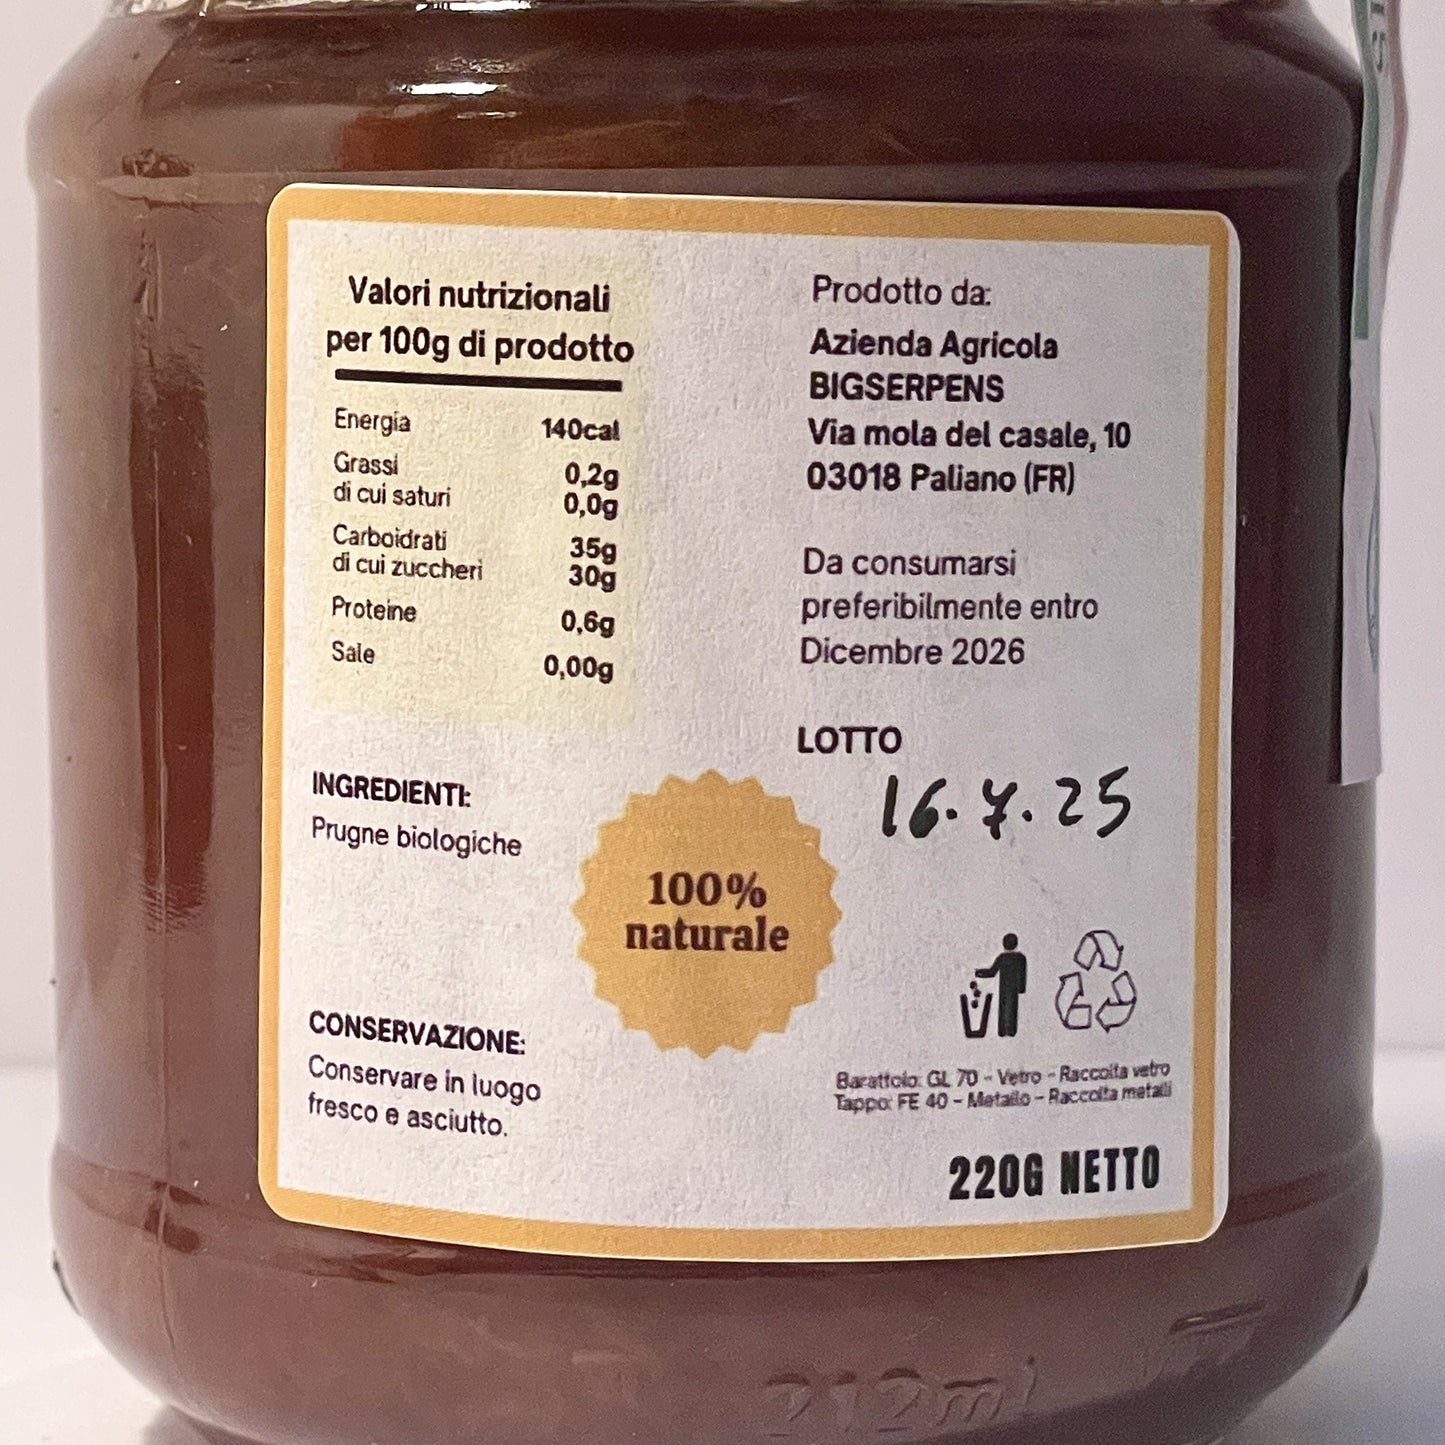 Valori nutrizionali
per 100g di prodotto
Energia 140cal
Grassi 0,2g
di cui saturi 0,0g
Carboidrati 35g
di cui zuccheri 30g
Proteine 0,6g
Sale 0,00g
INGREDIENTI:
Prugne biologiche
CONSERVAZIONE:
Conservare in luogo
fresco e asciutto.
100%
naturale
Prodotto da:
Azienda Agricola
BIGSERPENS
Via mola del casale, 10
03018 Paliano (FR)
Da consumarsi
preferibilmente entro
Dicembre 2026
LOTTO
16.7.25
Barattolo: GL 70 - Vetro - Raccolta vetro
Tappo: FE 40 - Metallo - Raccolta metalli
220G NETTO
212ml